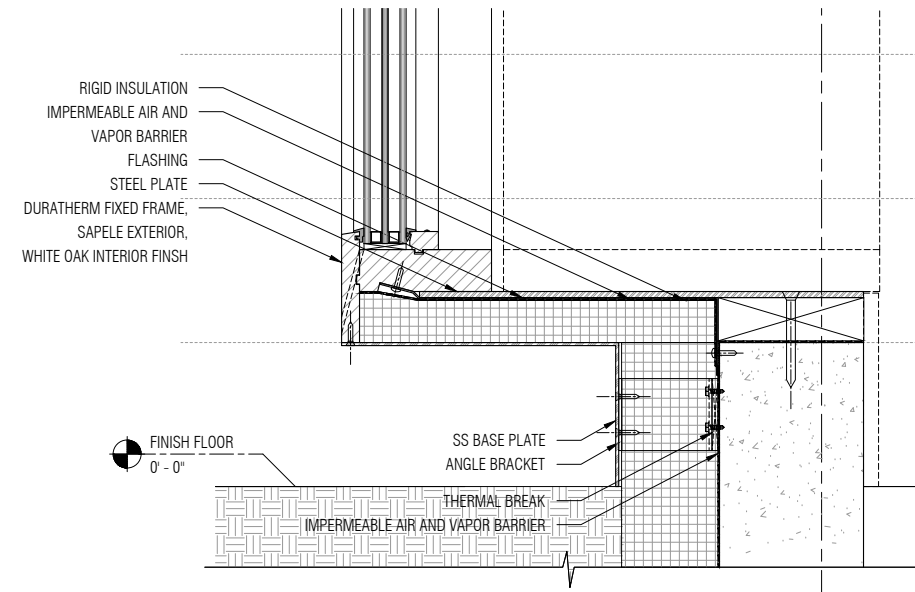 RIGID INSULATION
IMPERMEABLE AIR AND
VAPOR BARRIER
FLASHING
STEEL PLATE
DURATHERM FIXED FRAME,
SAPELE EXTERIOR,
WHITE OAK INTERIOR FINSH
FINISH FLOOR
0' - 0"
SS BASE PLATE
ANGLE BRACKET
THERMAL BREAK
IMPERMEABLE AIR AND VAPOR BARRIER